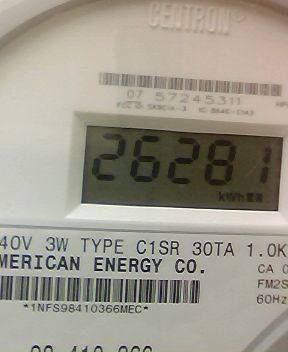 CENTRON®
07 57245311
26281
kWh
40V 3W TYPE C1SR 30TA 1.0K
MERICAN ENERGY CO.
CA 0
FM2S
60Hz
*1NFS98410366MEC*